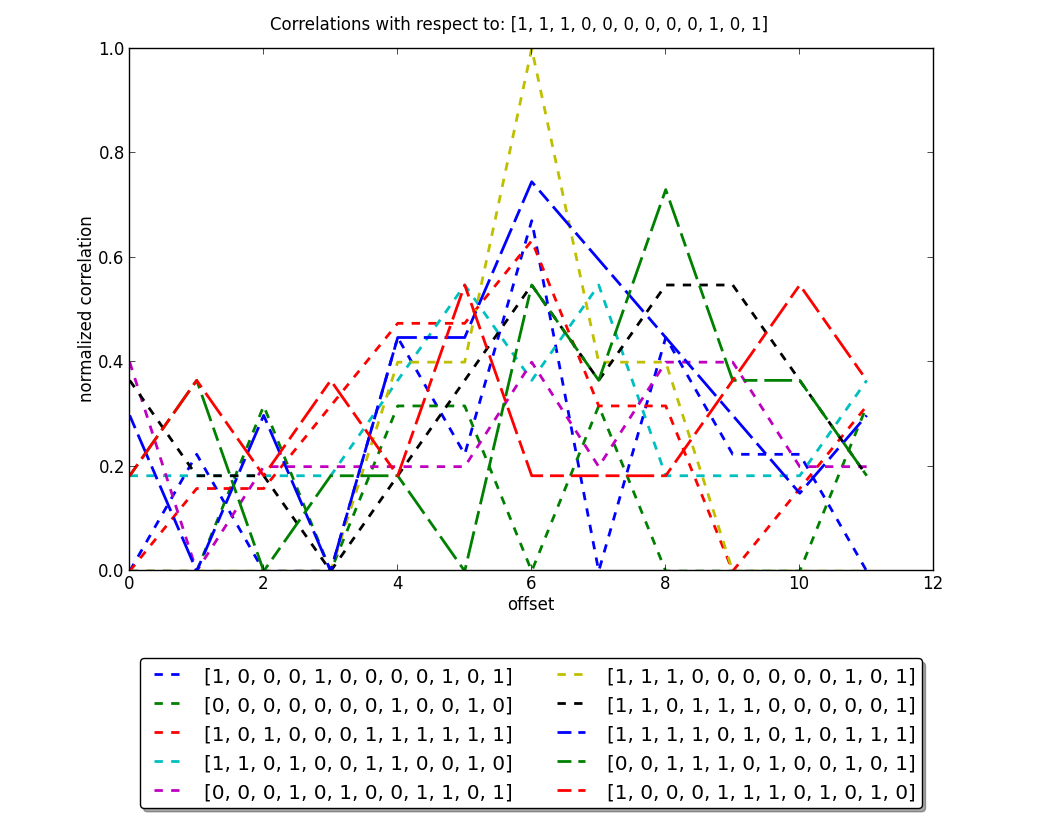 Correlations with respect to: [1, 1, 1, 0, 0, 0, 0, 0, 0, 1, 0, 1]
1.0
0.8
0.6
0.4
0.2
0.0
normalized correlation
0 2 4 6 8 10 12
offset
[1, 0, 0, 0, 1, 0, 0, 0, 0, 1, 0, 1]
[0, 0, 0, 0, 0, 0, 0, 1, 0, 0, 1, 0]
[1, 0, 1, 0, 0, 0, 1, 1, 1, 1, 1, 1]
[1, 1, 0, 1, 0, 0, 1, 1, 0, 0, 1, 0]
[0, 0, 0, 1, 0, 1, 0, 0, 1, 1, 0, 1]
[1, 1, 1, 0, 0, 0, 0, 0, 0, 1, 0, 1]
[1, 1, 0, 1, 1, 1, 0, 0, 0, 0, 0, 1]
[1, 1, 1, 1, 0, 1, 0, 1, 0, 1, 1, 1]
[0, 0, 1, 1, 1, 0, 1, 0, 0, 1, 0, 1]
[1, 0, 0, 0, 1, 1, 1, 0, 1, 0, 1, 0]